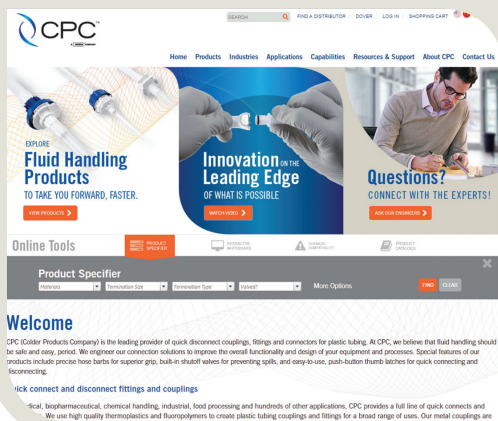 CPC™
SEARCH
FIND A DISTRIBUTOR DOVER LOG IN SHOPPING CART
Home Products Industries Applications Capabilities Resources & Support About CPC Contact Us
EXPLORE
Fluid Handling
Products
TO TAKE YOU FORWARD, FASTER.
VIEW PRODUCTS
Innovation ON THE
Leading Edge
OF WHAT IS POSSIBLE
WATCH VIDEO
Questions?
CONNECT WITH THE EXPERTS!
ASK OUR ENGINEERS
Online Tools
PRODUCT
SPECIFIER
INTERACTIVE
WHITEBOARD
CHEMICAL
COMPATIBILITY
PRODUCT
CATALOGS
Product Specifier
Materials Termination Size Termination Type Valved? More Options FIND CLEAR
Welcome
CPC (Colder Products Company) is the leading provider of quick disconnect couplings, fittings and connectors for plastic tubing. At CPC, we believe that fluid handling should
be safe and easy, period. We engineer our connection solutions to improve the overall functionality and design of your equipment and processes. Special features of our
products include precise hose barbs for superior grip, built-in shutoff valves for preventing spills, and easy-to-use, push-button thumb latches for quick connecting and
disconnecting.
uick connect and disconnect fittings and couplings
dical, biopharmaceutical, chemical handling, industrial, food processing and hundreds of other applications, CPC provides a full line of quick connects and
We use high quality thermoplastics and fluoropolymers to create plastic tubing couplings and fittings for a broad range of uses. Our metal couplings are